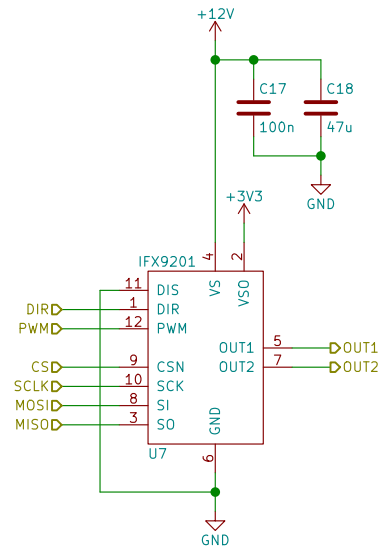 +12V
C17
C18
100n
47u
GND
+3V3
4
2
IFX9201
VS
VSO
11 DIS
DIR 1 DIR
PWM 12 PWM
OUT1 5 OUT1
CS 9 CSN
OUT2 7 OUT2
SCLK 10 SCK
MOSI 8 SI
MISO 3 SO
GND
U7
6
GND